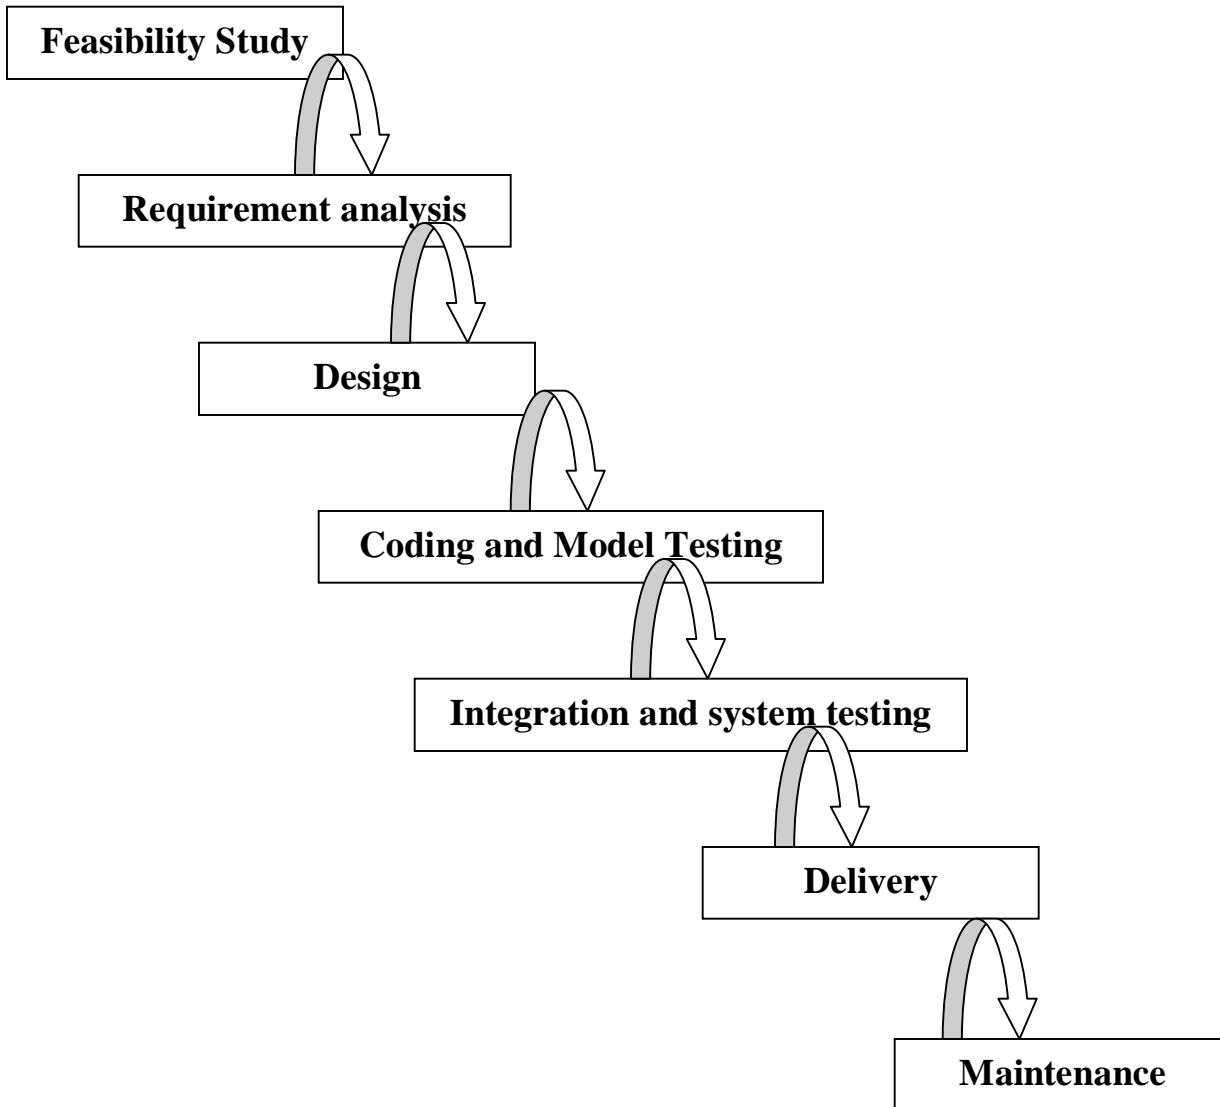 Feasibility Study
Requirement analysis
Design
Coding and Model Testing
Integration and system testing
Delivery
Maintenance